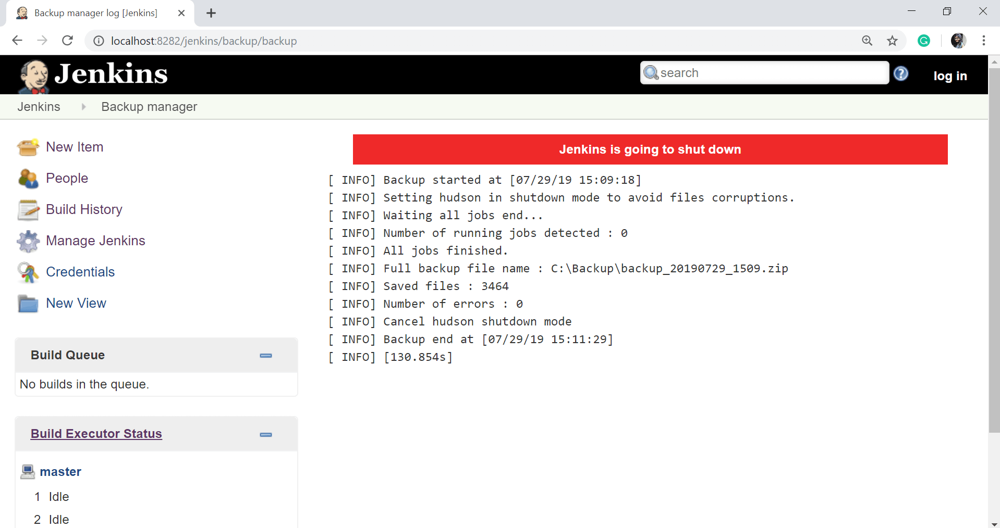 Backup manager log [Jenkins]
localhost:8282/jenkins/backup/backup
Jenkins
search
log in
Jenkins Backup manager
New Item
People
Build History
Manage Jenkins
Credentials
New View
Build Queue
No builds in the queue.
Build Executor Status
master
1 Idle
2 Idle
Jenkins is going to shut down
[ INFO] Backup started at [07/29/19 15:09:18]
[ INFO] Setting hudson in shutdown mode to avoid files corruptions.
[ INFO] Waiting all jobs end...
[ INFO] Number of running jobs detected : 0
[ INFO] All jobs finished.
[ INFO] Full backup file name : C:\Backup\backup_20190729_1509.zip
[ INFO] Saved files : 3464
[ INFO] Number of errors : 0
[ INFO] Cancel hudson shutdown mode
[ INFO] Backup end at [07/29/19 15:11:29]
[ INFO] [130.854s]